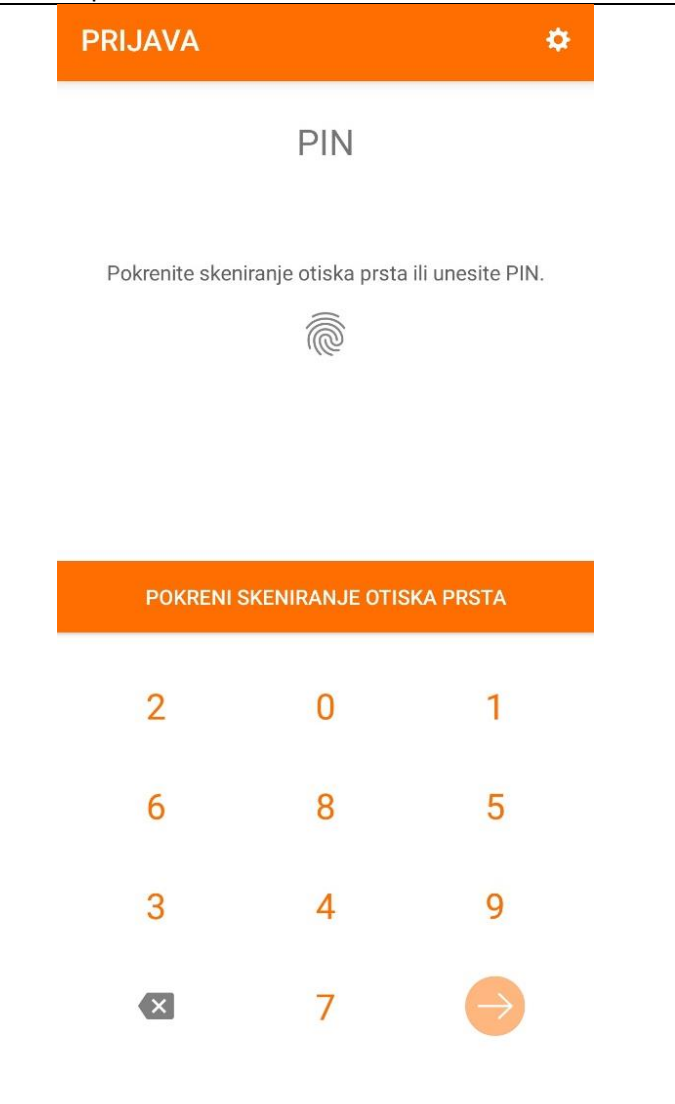 PRIJAVA
PIN
Pokrenite skeniranje otiska prsta ili unesite PIN.
POKRENI SKENIRANJE OTISKA PRSTA
2 0 1
6 8 5
3 4 9
7